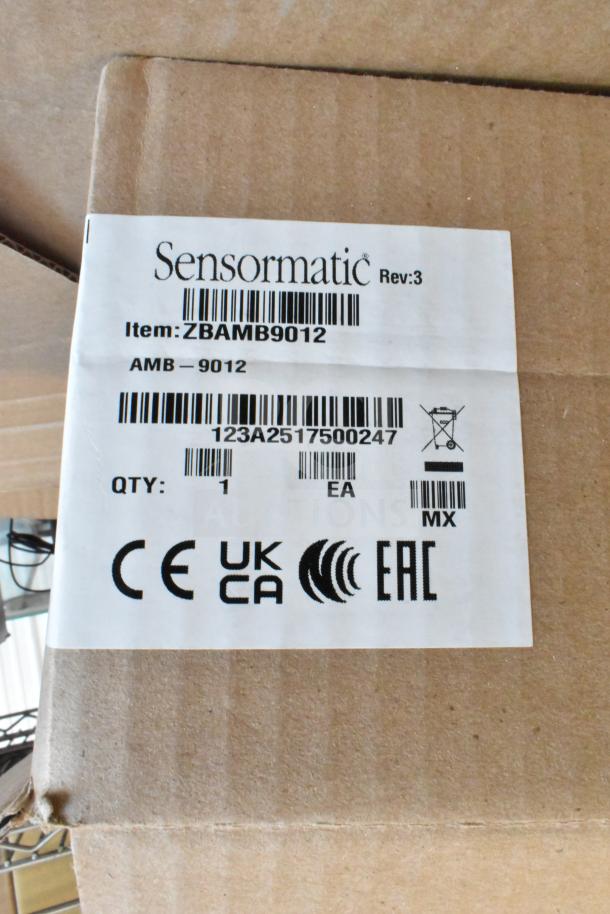 Sensormatic® Rev:3
Item:ZBAMB9012
AMB – 9012
123A2517500247
QTY: 1 EA
MX
CE UK CA EAC